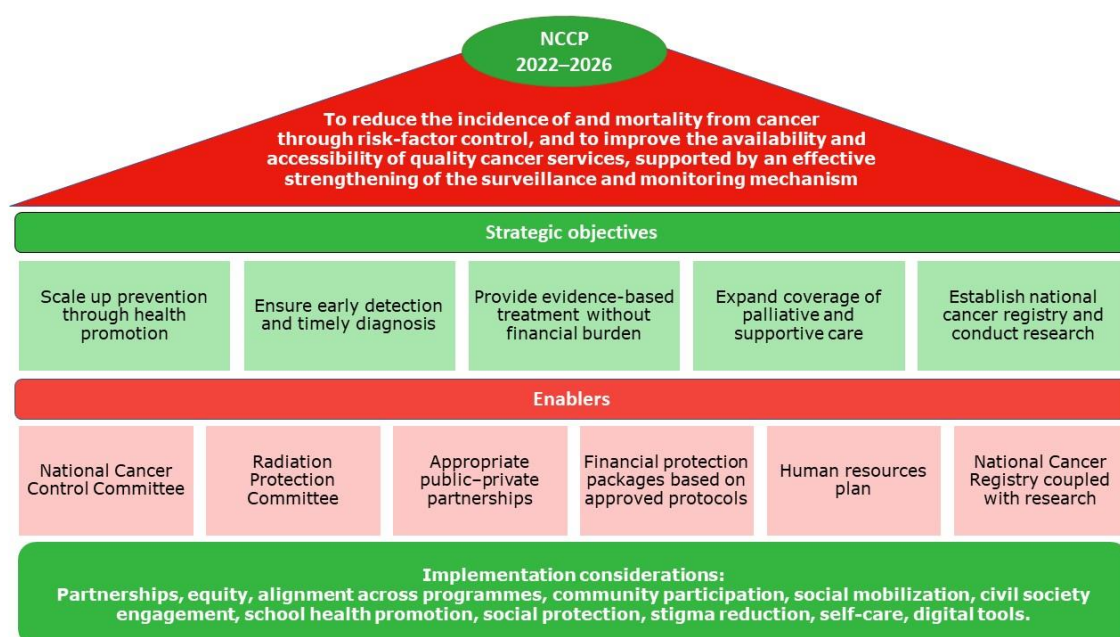 NCCP
2022–2026
To reduce the incidence of and mortality from cancer
through risk-factor control, and to improve the availability and
accessibility of quality cancer services, supported by an effective
strengthening of the surveillance and monitoring mechanism
Strategic objectives
Scale up prevention
through health
promotion
Ensure early detection
and timely diagnosis
Provide evidence-based
treatment without
financial burden
Expand coverage of
palliative and
supportive care
Establish national
cancer registry and
conduct research
Enablers
National Cancer
Control Committee
Radiation
Protection
Committee
Appropriate
public–private
partnerships
Financial protection
packages based on
approved protocols
Human resources
plan
National Cancer
Registry coupled
with research
Implementation considerations:
Partnerships, equity, alignment across programmes, community participation, social mobilization, civil society
engagement, school health promotion, social protection, stigma reduction, self-care, digital tools.